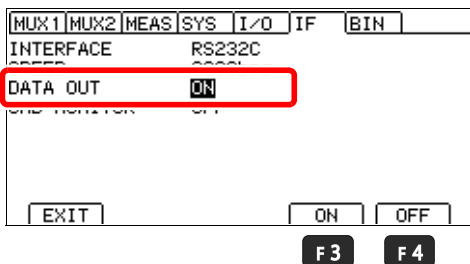 MUX1 MUX2 MEAS SYS I/O IF BIN
INTERFACE RS232C
DATA OUT ON
EXIT ON OFF
F3 F4